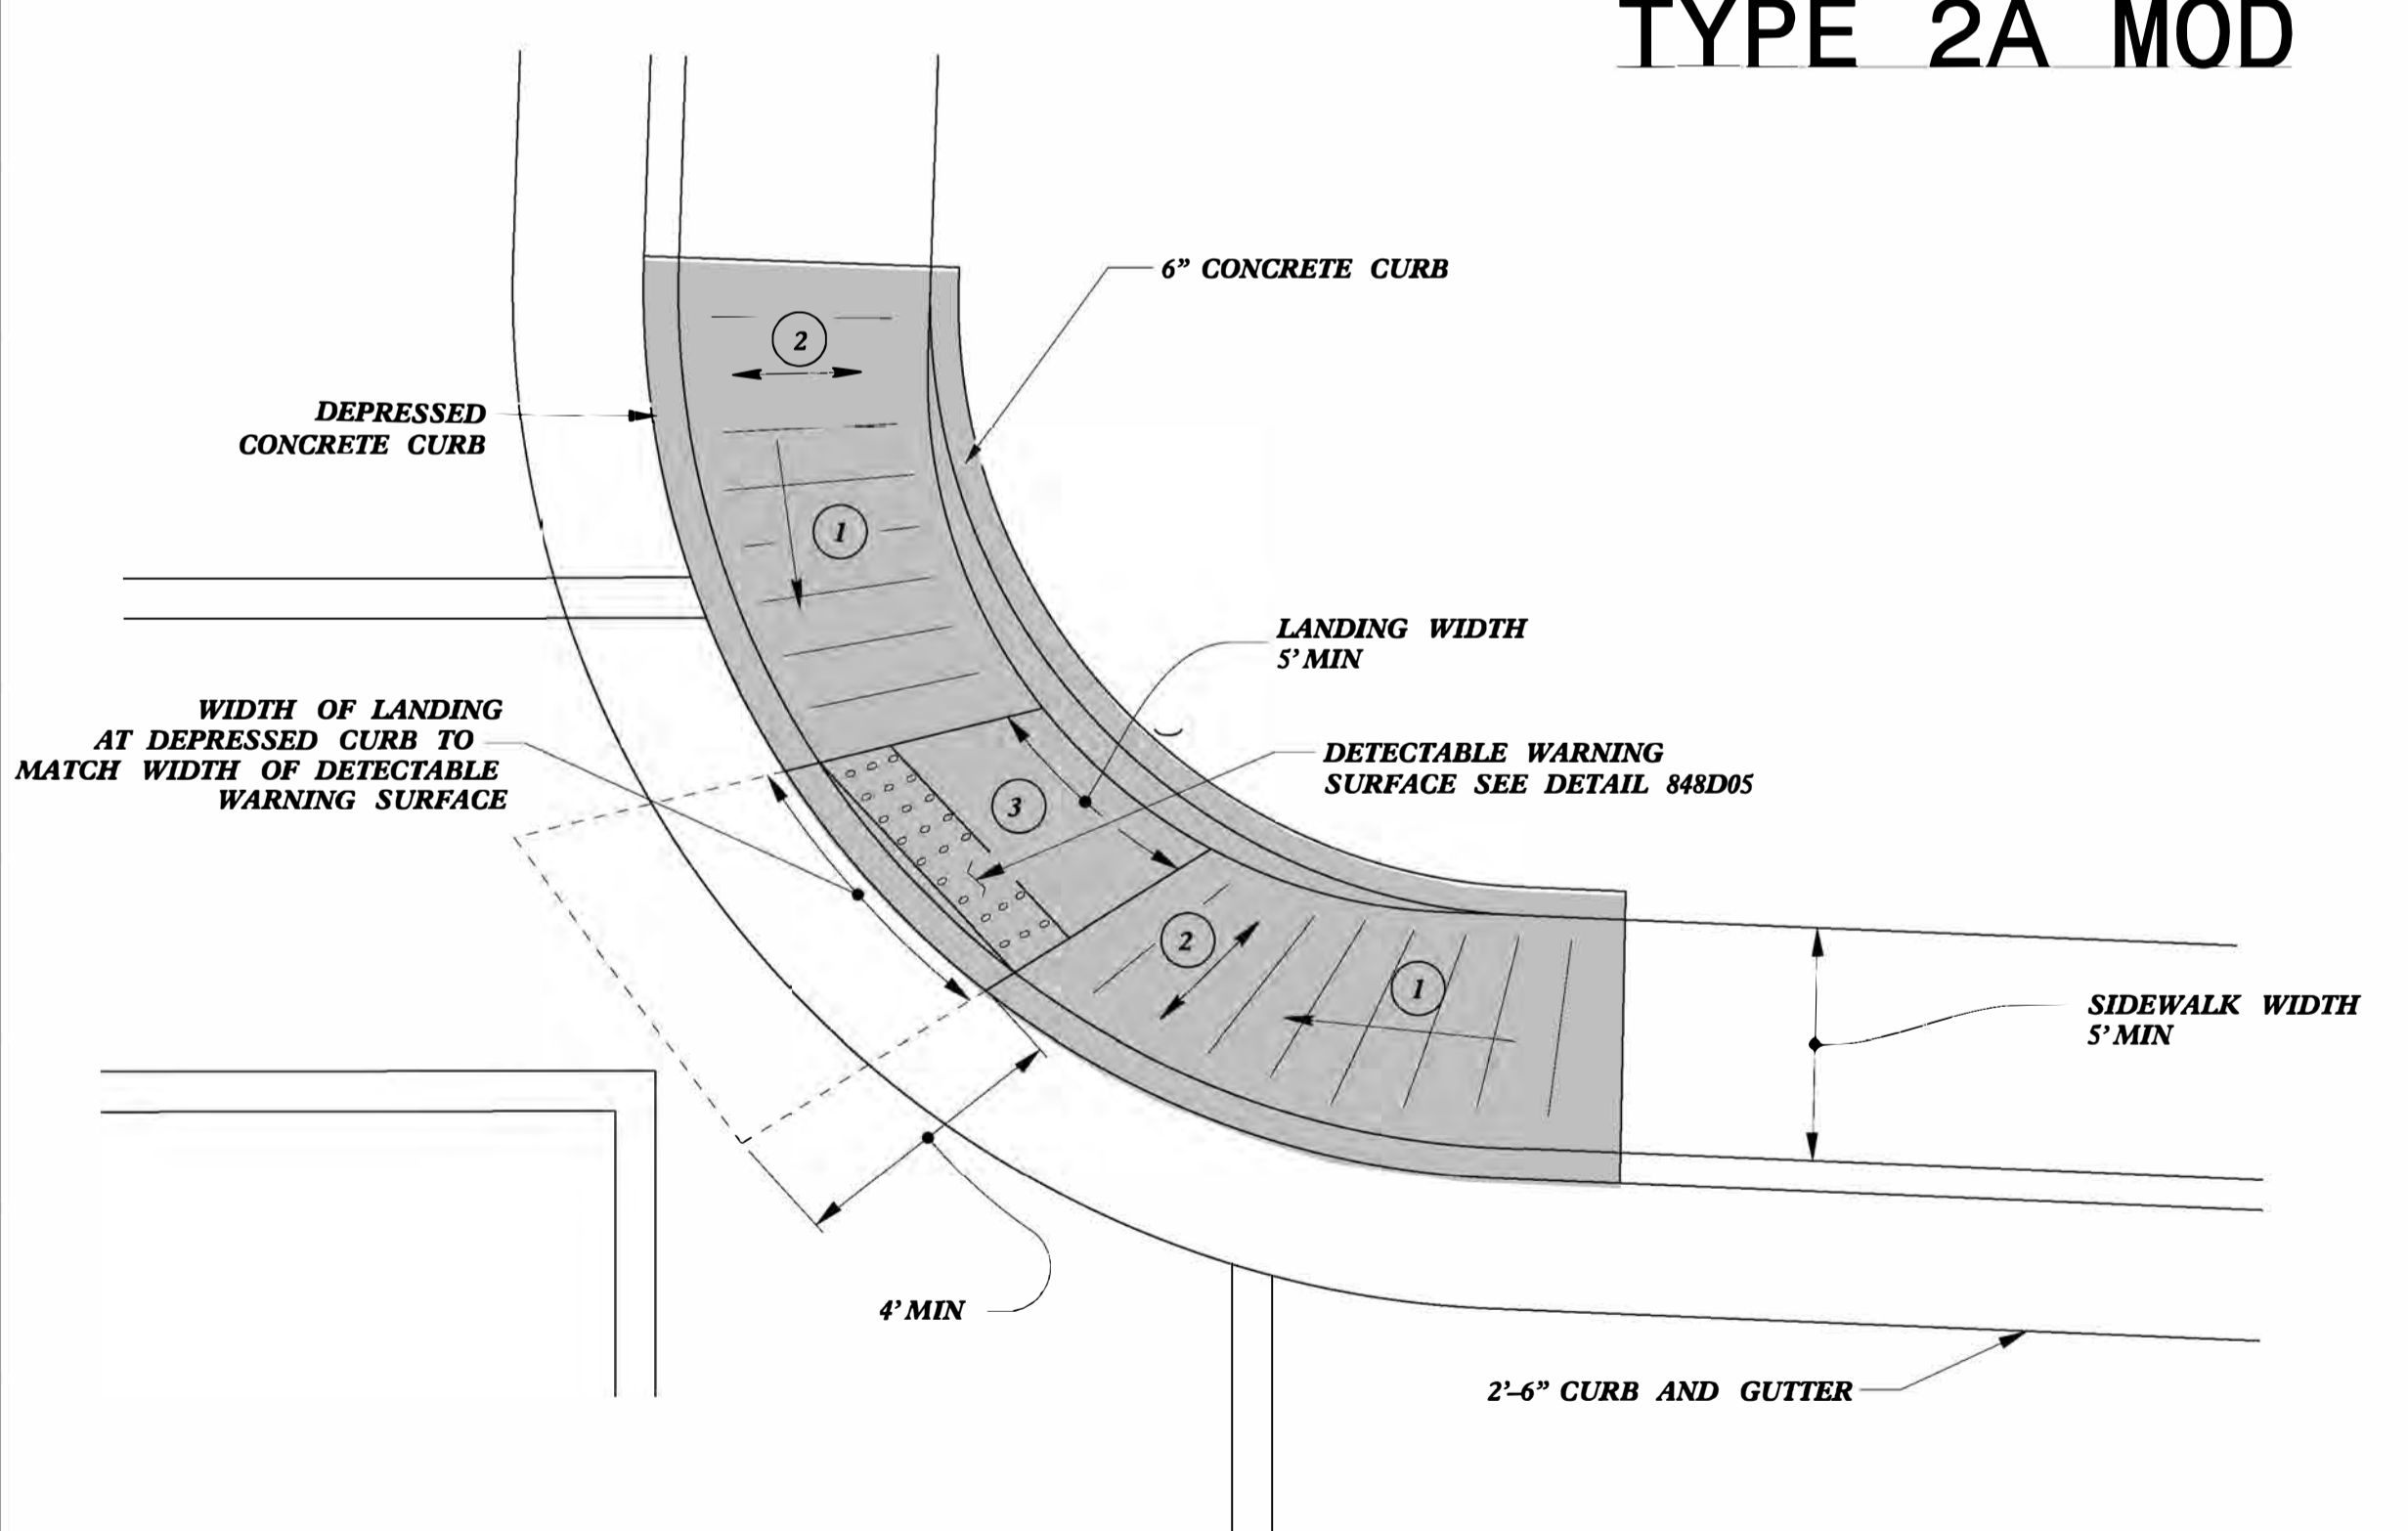 TYPE 2A MOD
2
6” CONCRETE CURB
DEPRESSED
CONCRETE CURB
1
LANDING WIDTH
5’ MIN
WIDTH OF LANDING
AT DEPRESSED CURB TO
MATCH WIDTH OF DETECTABLE
WARNING SURFACE
DETECTABLE WARNING
SURFACE SEE DETAIL 848D05
3
2
1
SIDEWALK WIDTH
5’ MIN
4’ MIN
2’-6” CURB AND GUTTER